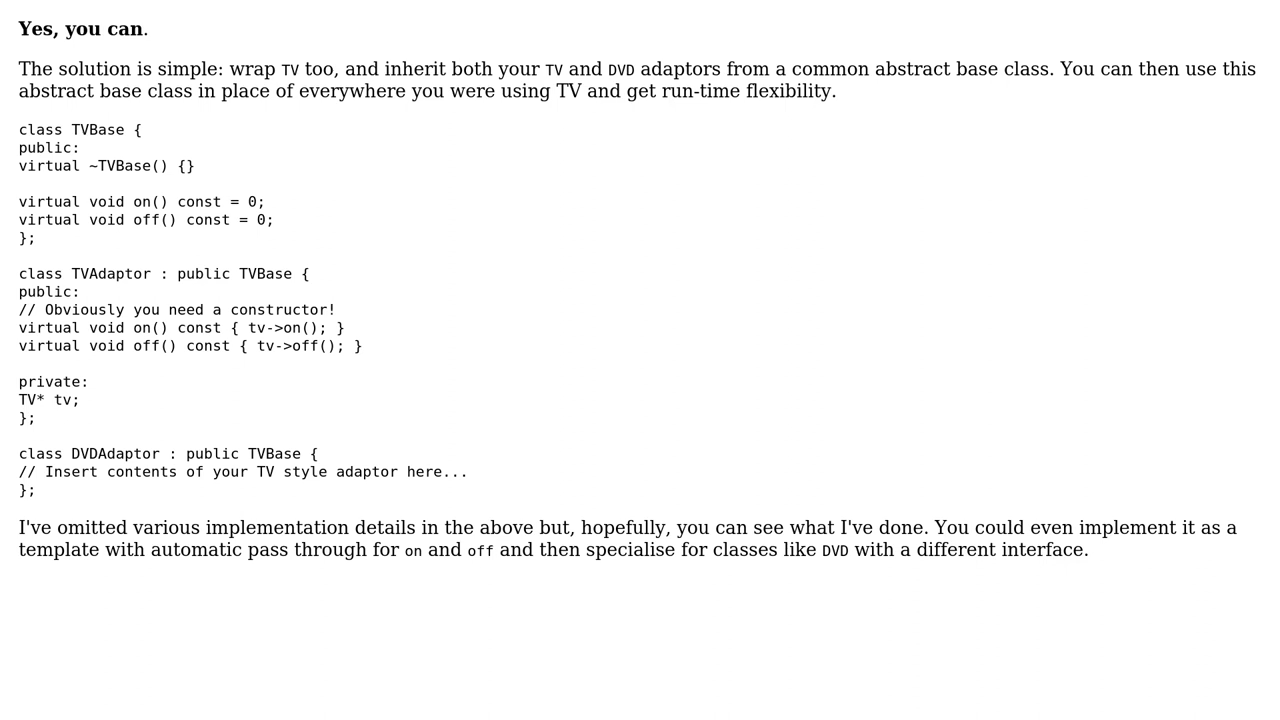 Yes, you can.
The solution is simple: wrap TV too, and inherit both your TV and DVD adaptors from a common abstract base class. You can then use this
abstract base class in place of everywhere you were using TV and get run-time flexibility.
class TVBase {
public:
virtual ~TVBase() {}
virtual void on() const = 0;
virtual void off() const = 0;
};
class TVAdaptor : public TVBase {
public:
// Obviously you need a constructor!
virtual void on() const { tv->on(); }
virtual void off() const { tv->off(); }
private:
TV* tv;
};
class DVDAdaptor : public TVBase {
// Insert contents of your TV style adaptor here...
};
I've omitted various implementation details in the above but, hopefully, you can see what I've done. You could even implement it as a
template with automatic pass through for on and off and then specialise for classes like DVD with a different interface.